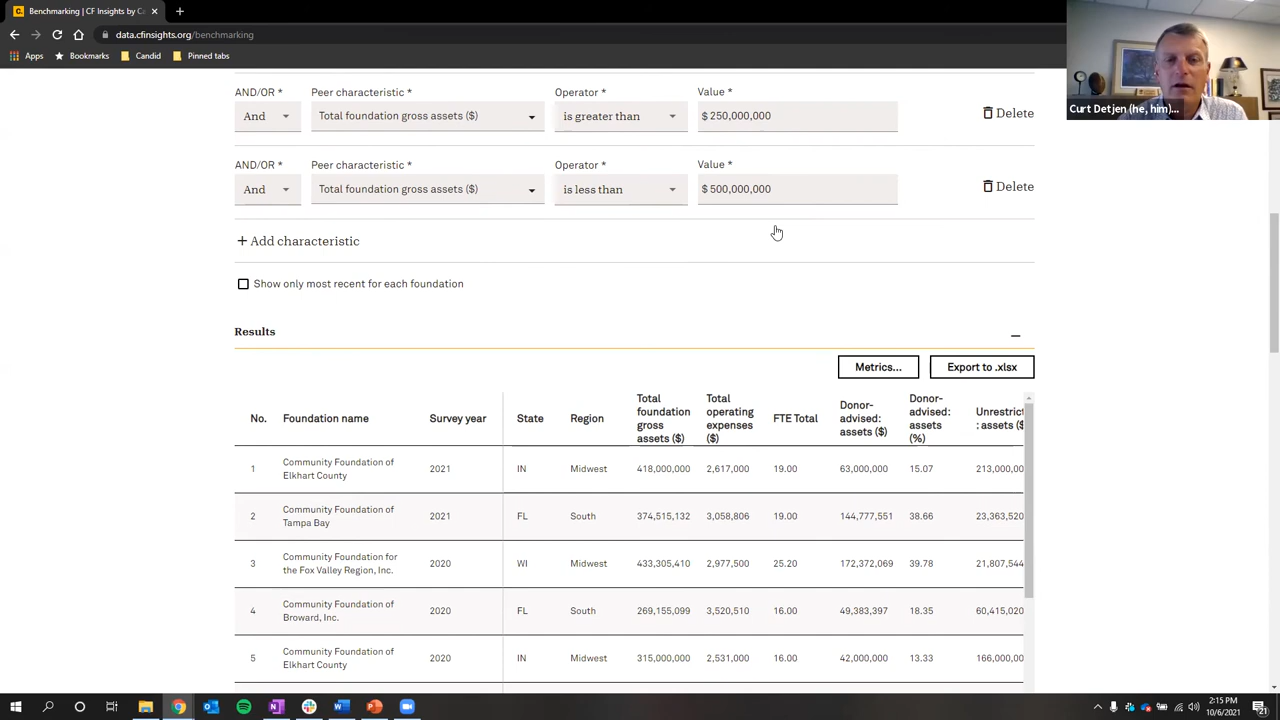 Benchmarking | CF Insights by Ca
data.cfinsights.org/benchmarking
Apps Bookmarks Candid Pinned tabs
Curt Detjen (he, him)...
AND/OR * Peer characteristic * Operator * Value *
And Total foundation gross assets ($) is greater than $ 250,000,000 Delete
AND/OR * Peer characteristic * Operator * Value *
And Total foundation gross assets ($) is less than $ 500,000,000 Delete
+ Add characteristic
Show only most recent for each foundation
Results
Metrics... Export to .xlsx
No. Foundation name Survey year State Region Total foundation gross assets ($) Total operating expenses ($) FTE Total Donor-advised: assets ($) Donor-advised: assets (%) Unrestrict : assets ($
1 Community Foundation of Elkhart County 2021 IN Midwest 418,000,000 2,617,000 19.00 63,000,000 15.07 213,000,00
2 Community Foundation of Tampa Bay 2021 FL South 374,515,132 3,058,806 19.00 144,777,551 38.66 23,363,520
3 Community Foundation for the Fox Valley Region, Inc. 2020 WI Midwest 433,305,410 2,977,500 25.20 172,372,069 39.78 21,807,544
4 Community Foundation of Broward, Inc. 2020 FL South 269,155,099 3,520,510 16.00 49,383,397 18.35 60,415,020
5 Community Foundation of Elkhart County 2020 IN Midwest 315,000,000 2,531,000 16.00 42,000,000 13.33 166,000,00
2:15 PM
10/6/2021
21